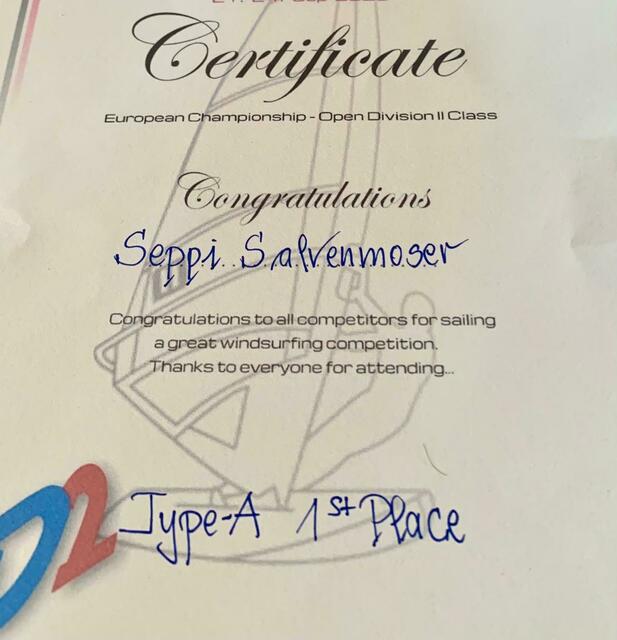 Certificate
European Championship - Open Division II Class
Congratulations
Seppi Salvenmoser
Congratulations to all competitors for sailing
a great windsurfing competition.
Thanks to everyone for attending...
D2
Type-A 1st Place